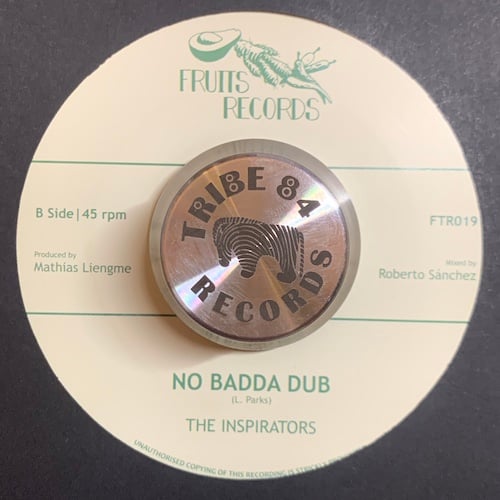 FRUITS
RECORDS
TRIBE 84
RECORDS
B Side | 45 rpm
FTR019
Produced by
Mathias Liengme
Mixed by
Roberto Sánchez
NO BADDA DUB
(L. Parks)
THE INSPIRATORS
UNAUTHORISED COPYING OF THIS RECORDING IS